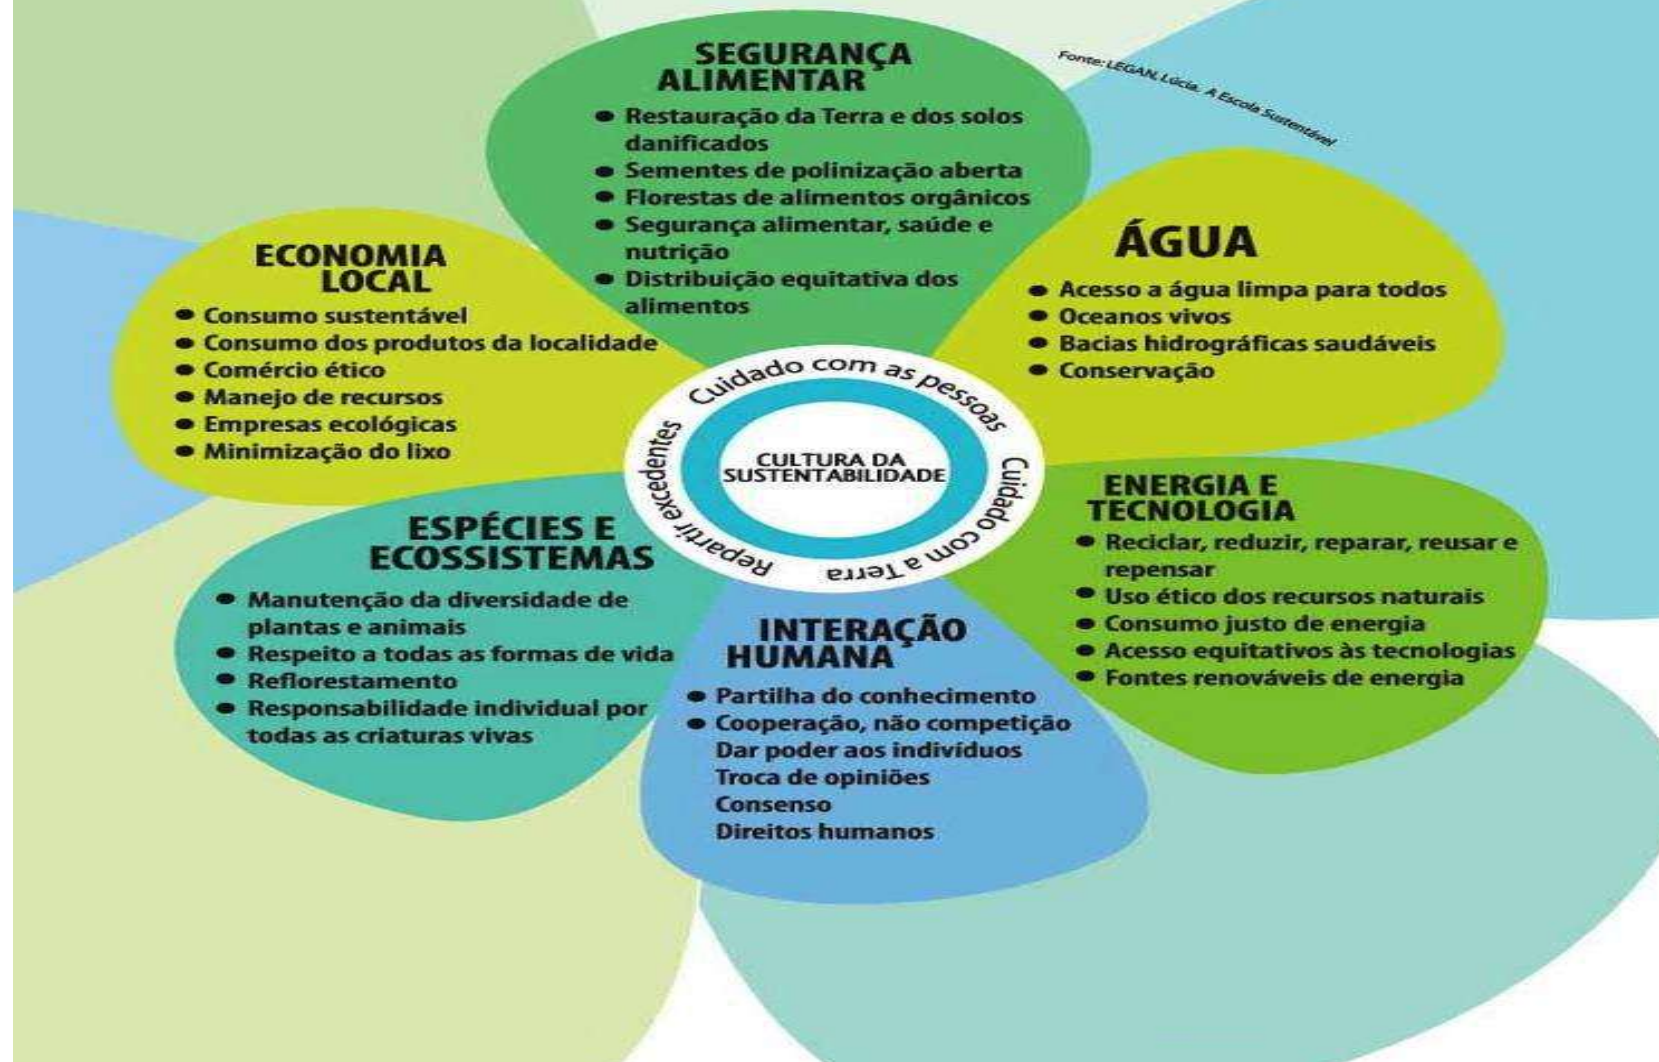 SEGURANÇA
ALIMENTAR
● Restauração da Terra e dos solos
danificados
● Sementes de polinização aberta
● Florestas de alimentos orgânicos
● Segurança alimentar, saúde e
nutrição
● Distribuição equitativa dos
alimentos
Fonte: LEGAN, Lúcia. A Escola Sustentável
ÁGUA
● Acesso a água limpa para todos
● Oceanos vivos
● Bacias hidrográficas saudáveis
● Conservação
ECONOMIA
LOCAL
● Consumo sustentável
● Consumo dos produtos da localidade
● Comércio ético
● Manejo de recursos
● Empresas ecológicas
● Minimização do lixo
Cuidado com as pessoas
Cuidado com a Terra
Repartir excedentes
CULTURA DA
SUSTENTABILIDADE
ENERGIA E
TECNOLOGIA
● Reciclar, reduzir, reparar, reusar e
repensar
● Uso ético dos recursos naturais
● Consumo justo de energia
● Acesso equitativos às tecnologias
● Fontes renováveis de energia
ESPÉCIES E
ECOSSISTEMAS
● Manutenção da diversidade de
plantas e animais
● Respeito a todas as formas de vida
● Reflorestamento
● Responsabilidade individual por
todas as criaturas vivas
INTERAÇÃO
HUMANA
● Partilha do conhecimento
● Cooperação, não competição
Dar poder aos indivíduos
Troca de opiniões
Consenso
Direitos humanos